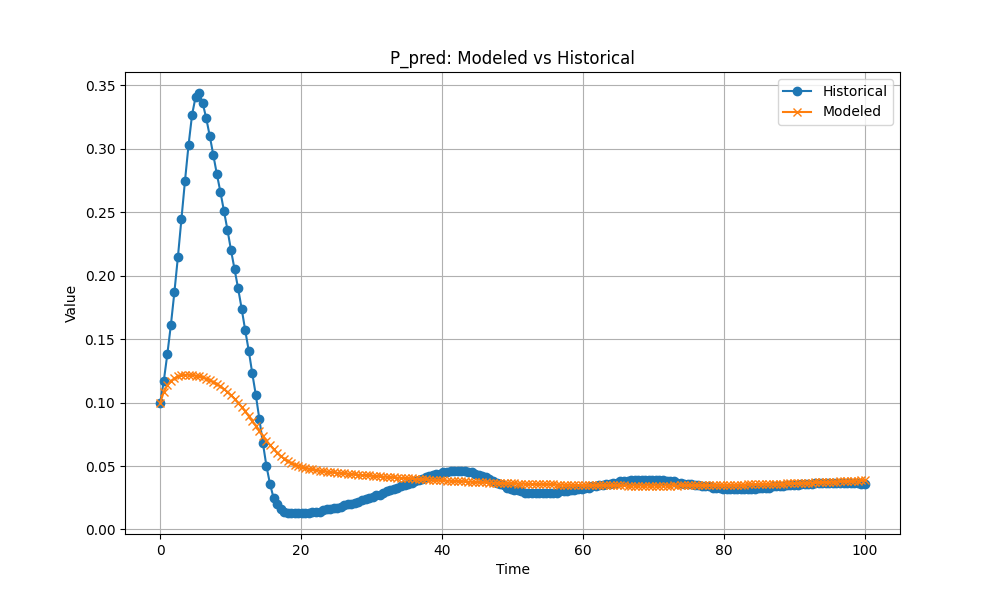 P_pred: Modeled vs Historical
Historical
Modeled
Value
0.35
0.30
0.25
0.20
0.15
0.10
0.05
0.00
0 20 40 60 80 100
Time